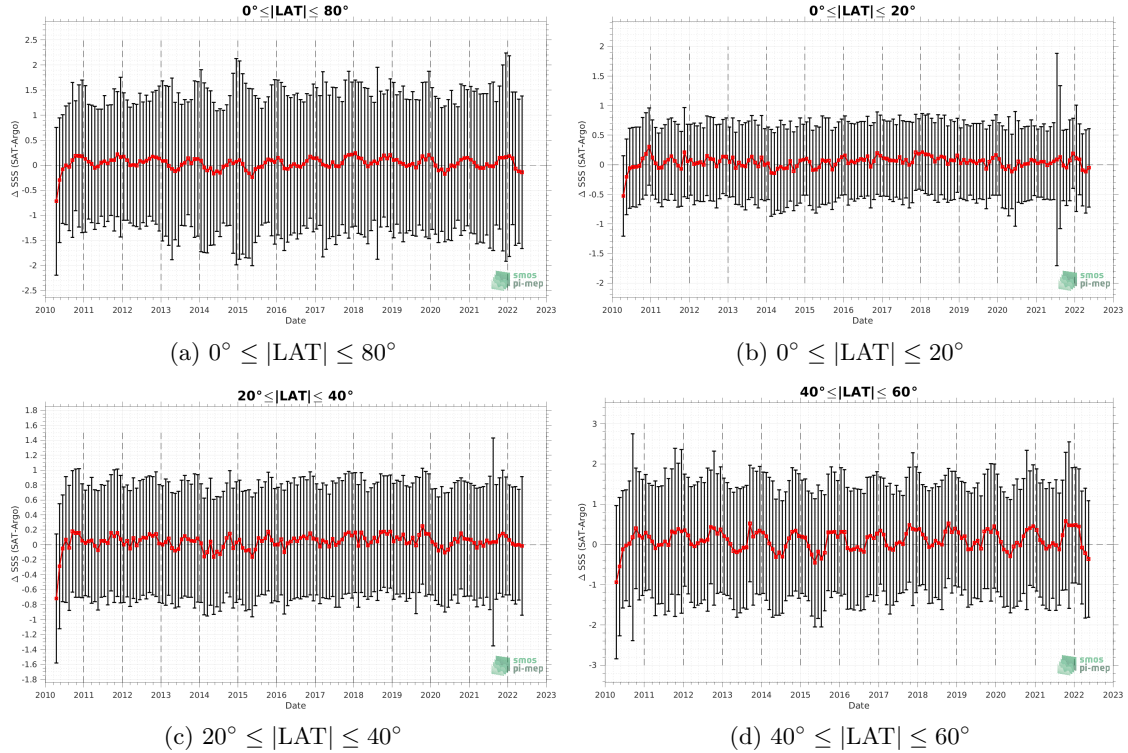 0°≤|LAT|≤ 80°
Δ SSS (SAT-Argo)
2.5
2
1.5
1
0.5
0
-0.5
-1
-1.5
-2
-2.5
2010 2011 2012 2013 2014 2015 2016 2017 2018 2019 2020 2021 2022 2023
Date
smos
pi-mep
(a) 0° ≤ |LAT| ≤ 80°
0°≤|LAT|≤ 20°
Δ SSS (SAT-Argo)
2
1.5
1
0.5
0
-0.5
-1
-1.5
-2
2010 2011 2012 2013 2014 2015 2016 2017 2018 2019 2020 2021 2022 2023
Date
smos
pi-mep
(b) 0° ≤ |LAT| ≤ 20°
20°≤|LAT|≤ 40°
Δ SSS (SAT-Argo)
1.8
1.6
1.4
1.2
1
0.8
0.6
0.4
0.2
0
-0.2
-0.4
-0.6
-0.8
-1
-1.2
-1.4
-1.6
-1.8
2010 2011 2012 2013 2014 2015 2016 2017 2018 2019 2020 2021 2022 2023
Date
smos
pi-mep
(c) 20° ≤ |LAT| ≤ 40°
40°≤|LAT|≤ 60°
Δ SSS (SAT-Argo)
3
2
1
0
-1
-2
-3
2010 2011 2012 2013 2014 2015 2016 2017 2018 2019 2020 2021 2022 2023
Date
smos
pi-mep
(d) 40° ≤ |LAT| ≤ 60°